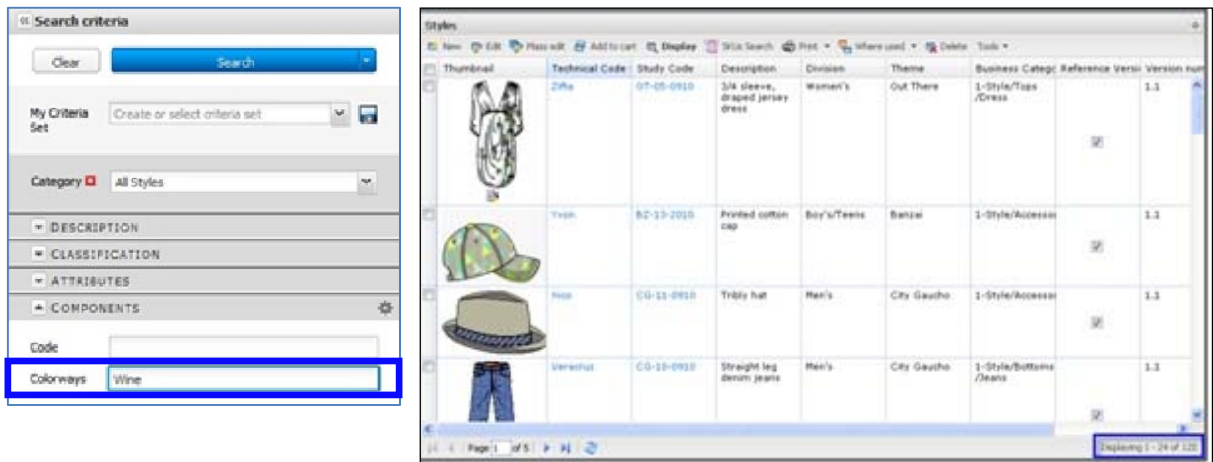 Search criteria
Clear
Search
My Criteria Set
Create or select criteria set
Category
All Styles
DESCRIPTION
CLASSIFICATION
ATTRIBUTES
COMPONENTS
Code
Colorways
Wine
Styles
New Edit Mass edit Add to cart Display SKUs Search Print Where used Delete Tools
Thumbnail Technical Code Study Code Description Division Theme Business Categ Reference Versi Version num
07-05-0910 3/4 sleeve, draped jersey dress Women's Out There 1-Style/Tops /Dress 1.1
Yvon BZ-13-2010 Printed cotton cap Boy's/Teens Banzai 1-Style/Accessor 1.1
Nico CG-11-0910 Tribly hat Men's City Gaucho 1-Style/Accessor 1.1
CG-10-0910 Straight leg denim jeans Men's City Gaucho 1-Style/Bottoms /Jeans 1.1
Page 1 of 5
Displaying 1 - 24 of 120